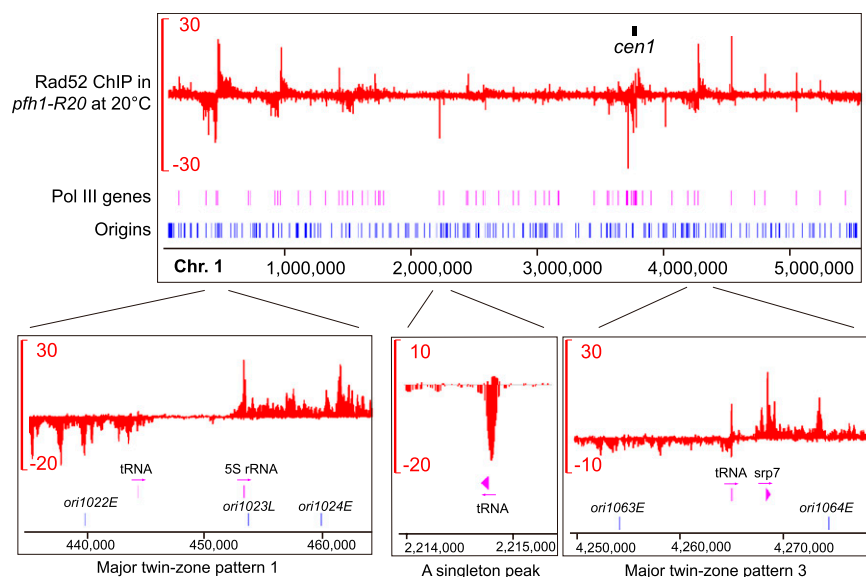 30
cen1
Rad52 ChIP in
pfh1-R20 at 20°C
-30
Pol III genes
Origins
Chr. 1 1,000,000 2,000,000 3,000,000 4,000,000 5,000,000
30
-20
tRNA 5S rRNA
ori1022E ori1023L ori1024E
440,000 450,000 460,000
Major twin-zone pattern 1
10
-20
tRNA
2,214,000 2,215,000
A singleton peak
30
-10
tRNA srp7
ori1063E ori1064E
4,250,000 4,260,000 4,270,000
Major twin-zone pattern 3